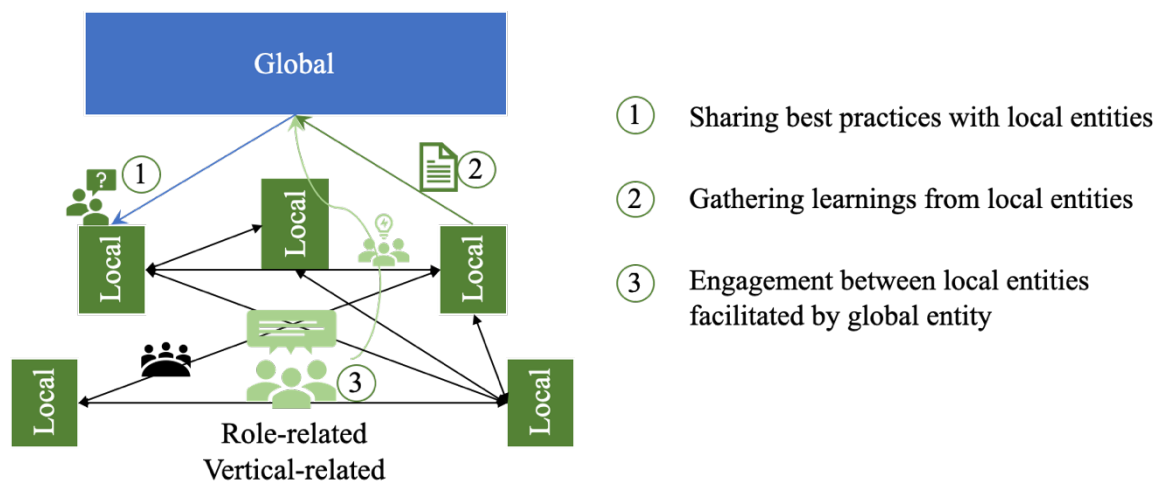 Global
1
?
2
Local
Local
Local
Local
3
Local
Role-related
Vertical-related
1 Sharing best practices with local entities
2 Gathering learnings from local entities
3 Engagement between local entities
facilitated by global entity